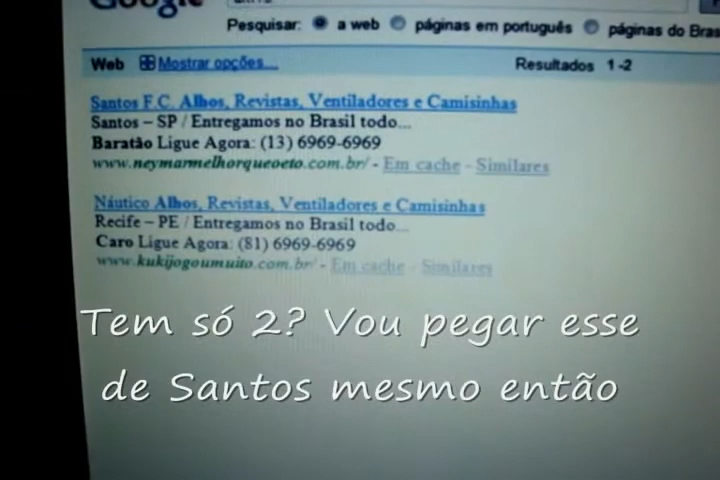 Google
Pesquisar: a web páginas em português páginas do Bras
Web Mostrar opções... Resultados 1 -2
Santos F.C. Alhos, Revistas, Ventiladores e Camisinhas
Santos – SP / Entregamos no Brasil todo...
Baratão Ligue Agora: (13) 6969-6969
www.neymarmelhorqueoeto.com.br/ - Em cache - Similares
Náutico Alhos, Revistas, Ventiladores e Camisinhas
Recife – PE / Entregamos no Brasil todo...
Caro Ligue Agora: (81) 6969-6969
www.kukijogoumuito.com.br/ - Em cache - Similares
Tem só 2? Vou pegar esse
de Santos mesmo então